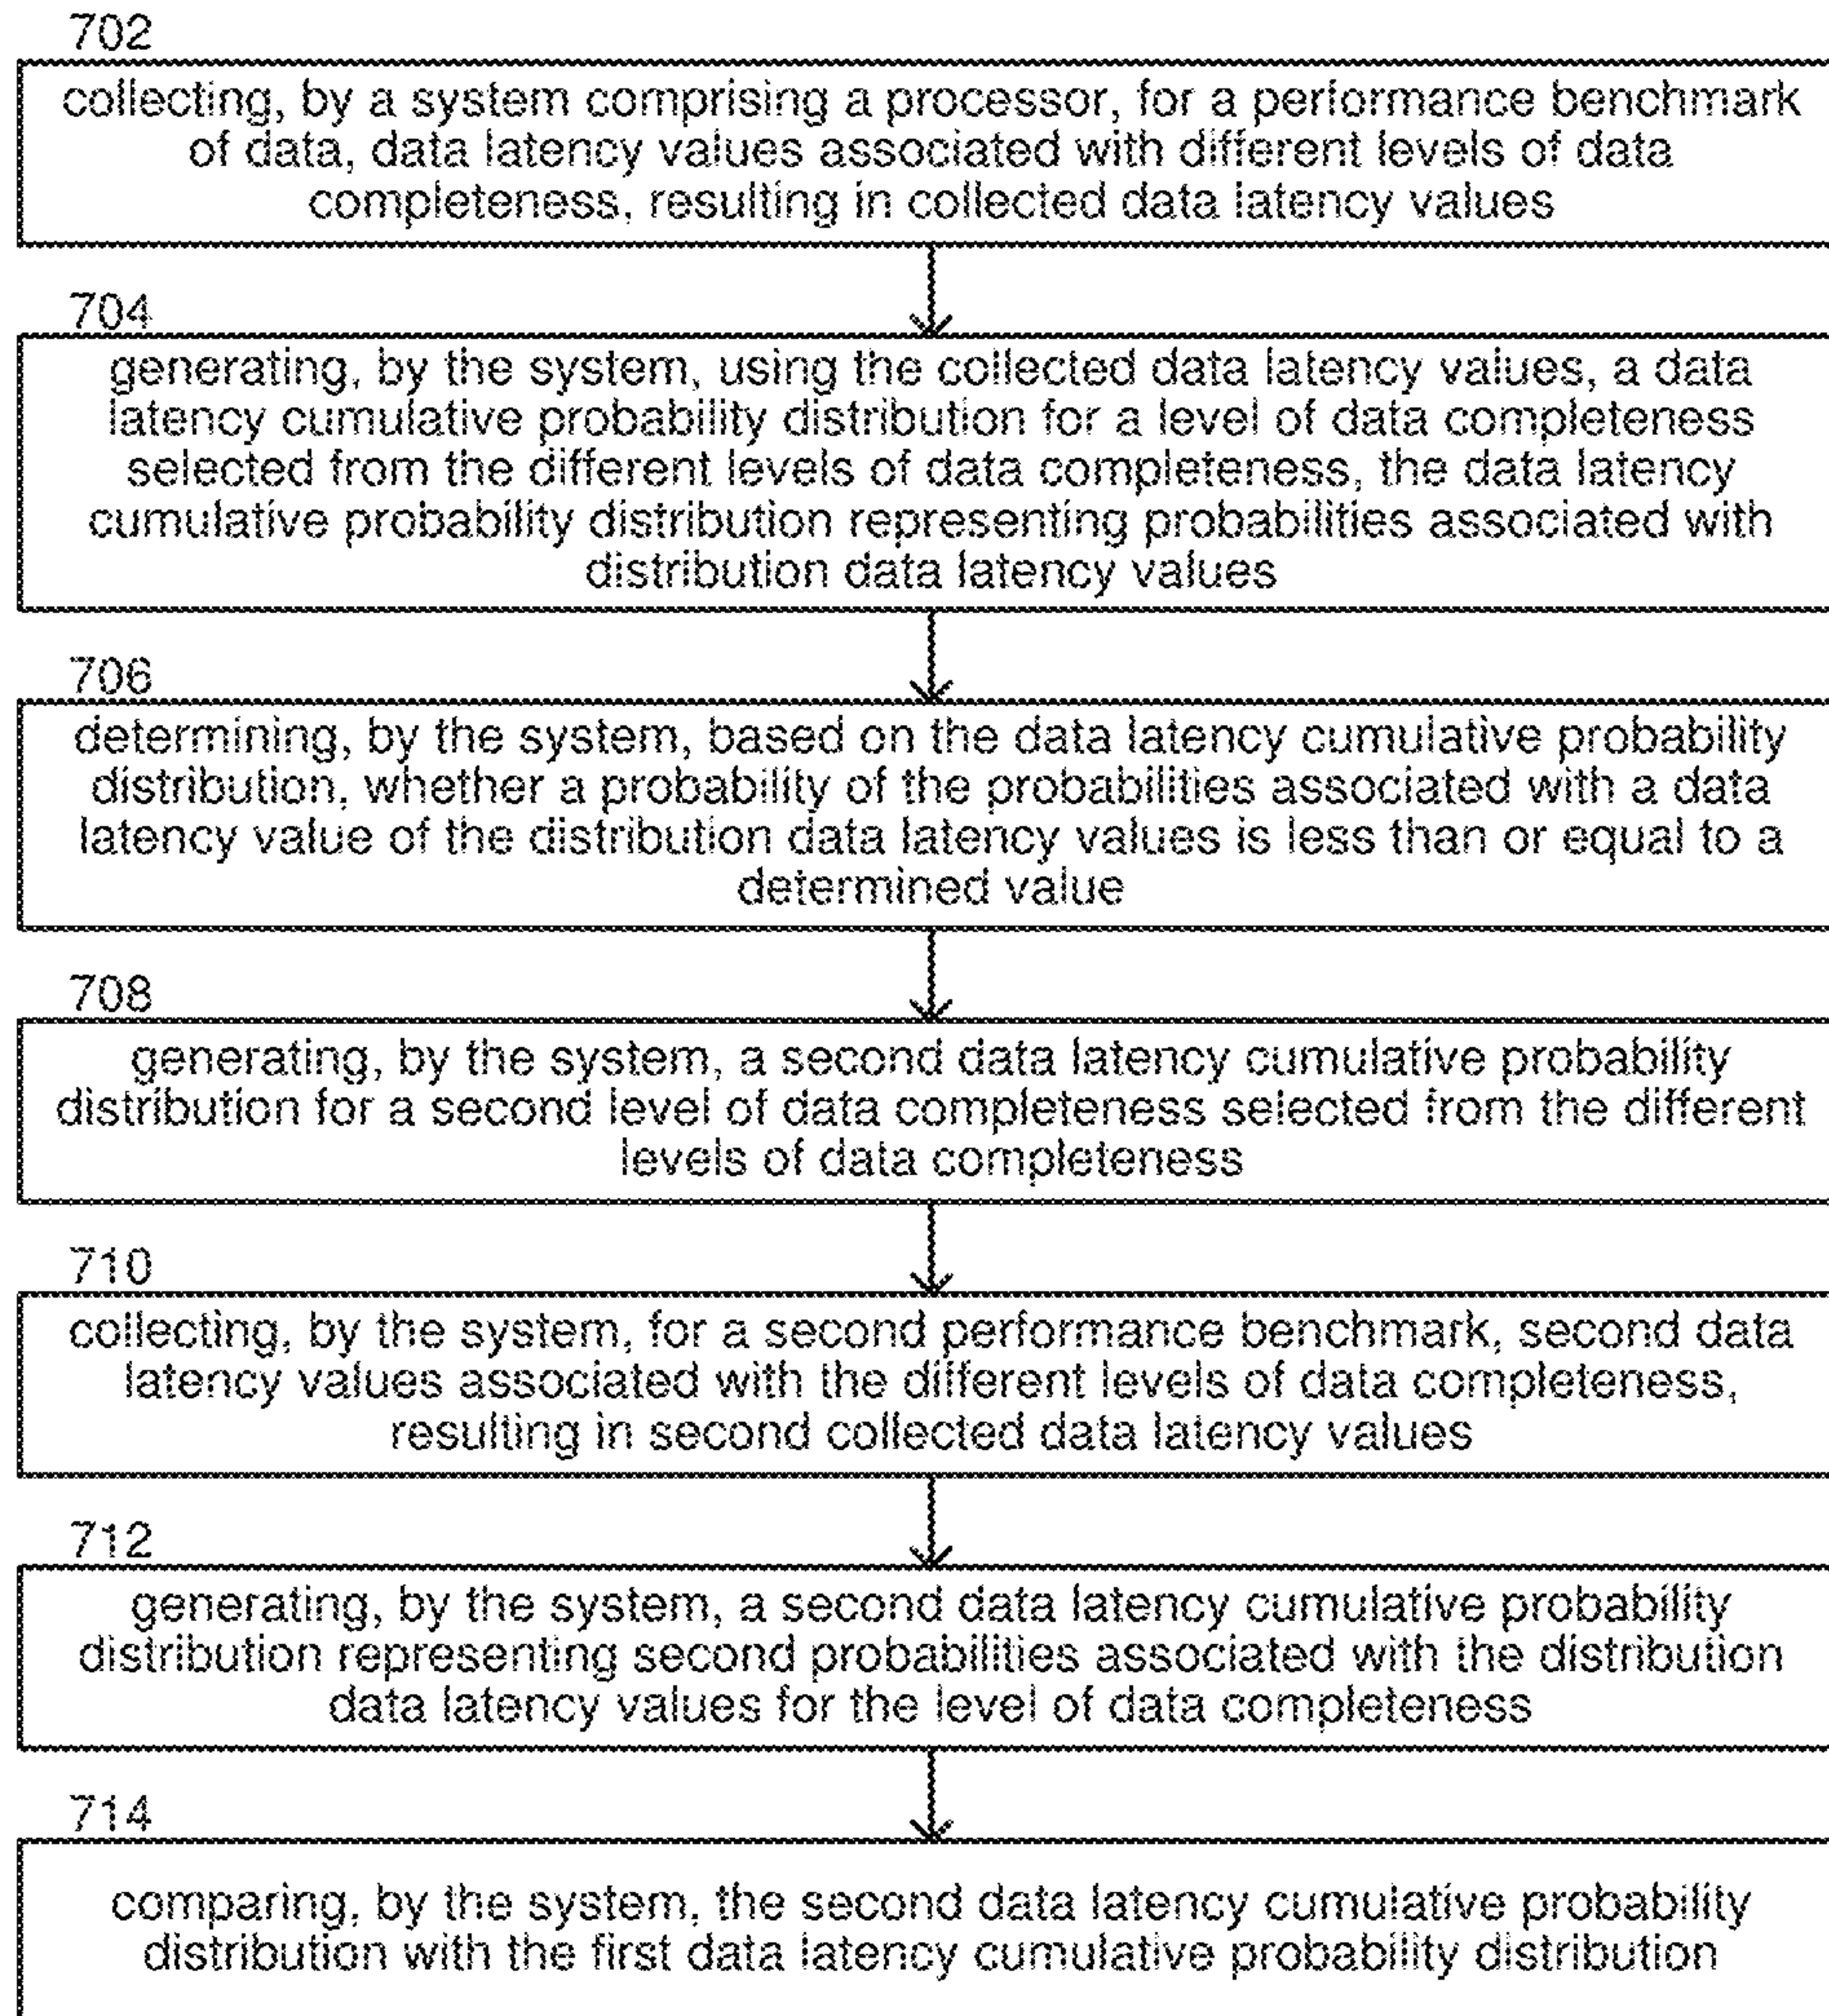 702
collecting, by a system comprising a processor, for a performance benchmark
of data, data latency values associated with different levels of data
completeness, resulting in collected data latency values
704
generating, by the system, using the collected data latency values, a data
latency cumulative probability distribution for a level of data completeness
selected from the different levels of data completeness, the data latency
cumulative probability distribution representing probabilities associated with
distribution data latency values
706
determining, by the system, based on the data latency cumulative probability
distribution, whether a probability of the probabilities associated with a data
latency value of the distribution data latency values is less than or equal to a
determined value
708
generating, by the system, a second data latency cumulative probability
distribution for a second level of data completeness selected from the different
levels of data completeness
710
collecting, by the system, for a second performance benchmark, second data
latency values associated with the different levels of data completeness,
resulting in second collected data latency values
712
generating, by the system, a second data latency cumulative probability
distribution representing second probabilities associated with the distribution
data latency values for the level of data completeness
714
comparing, by the system, the second data latency cumulative probability
distribution with the first data latency cumulative probability distribution